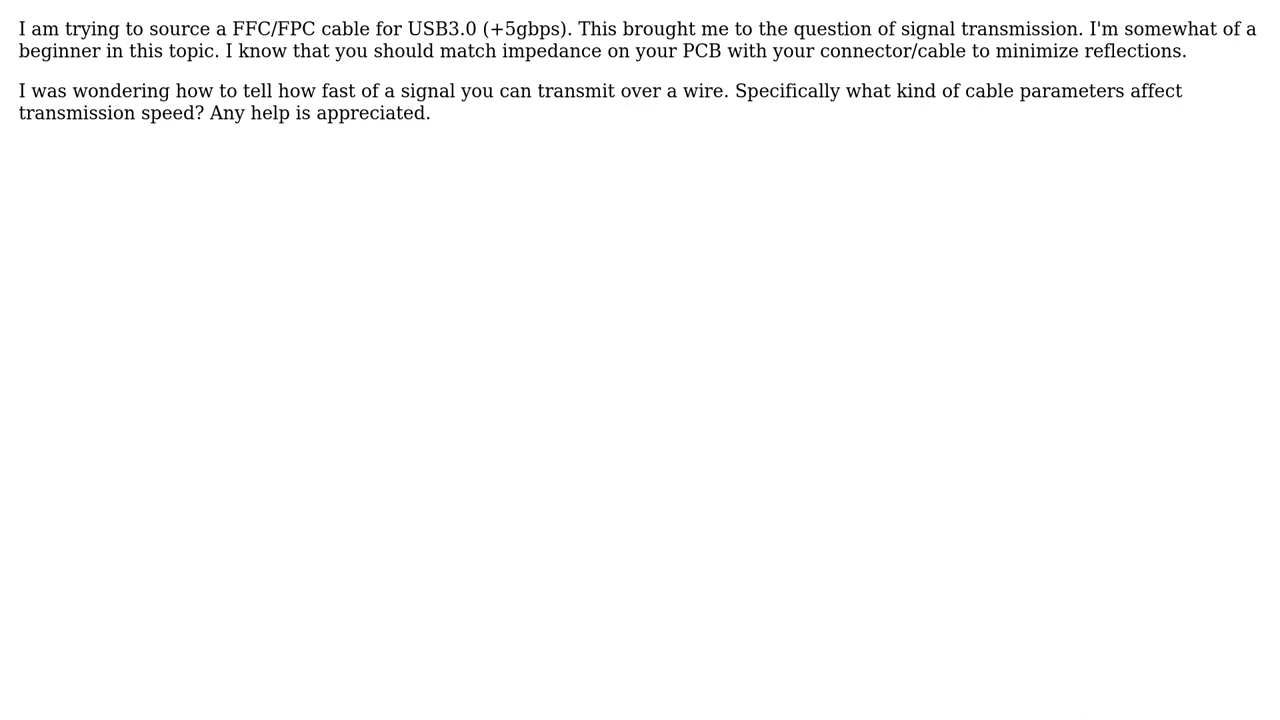 I am trying to source a FFC/FPC cable for USB3.0 (+5gbps). This brought me to the question of signal transmission. I'm somewhat of a
beginner in this topic. I know that you should match impedance on your PCB with your connector/cable to minimize reflections.
I was wondering how to tell how fast of a signal you can transmit over a wire. Specifically what kind of cable parameters affect
transmission speed? Any help is appreciated.